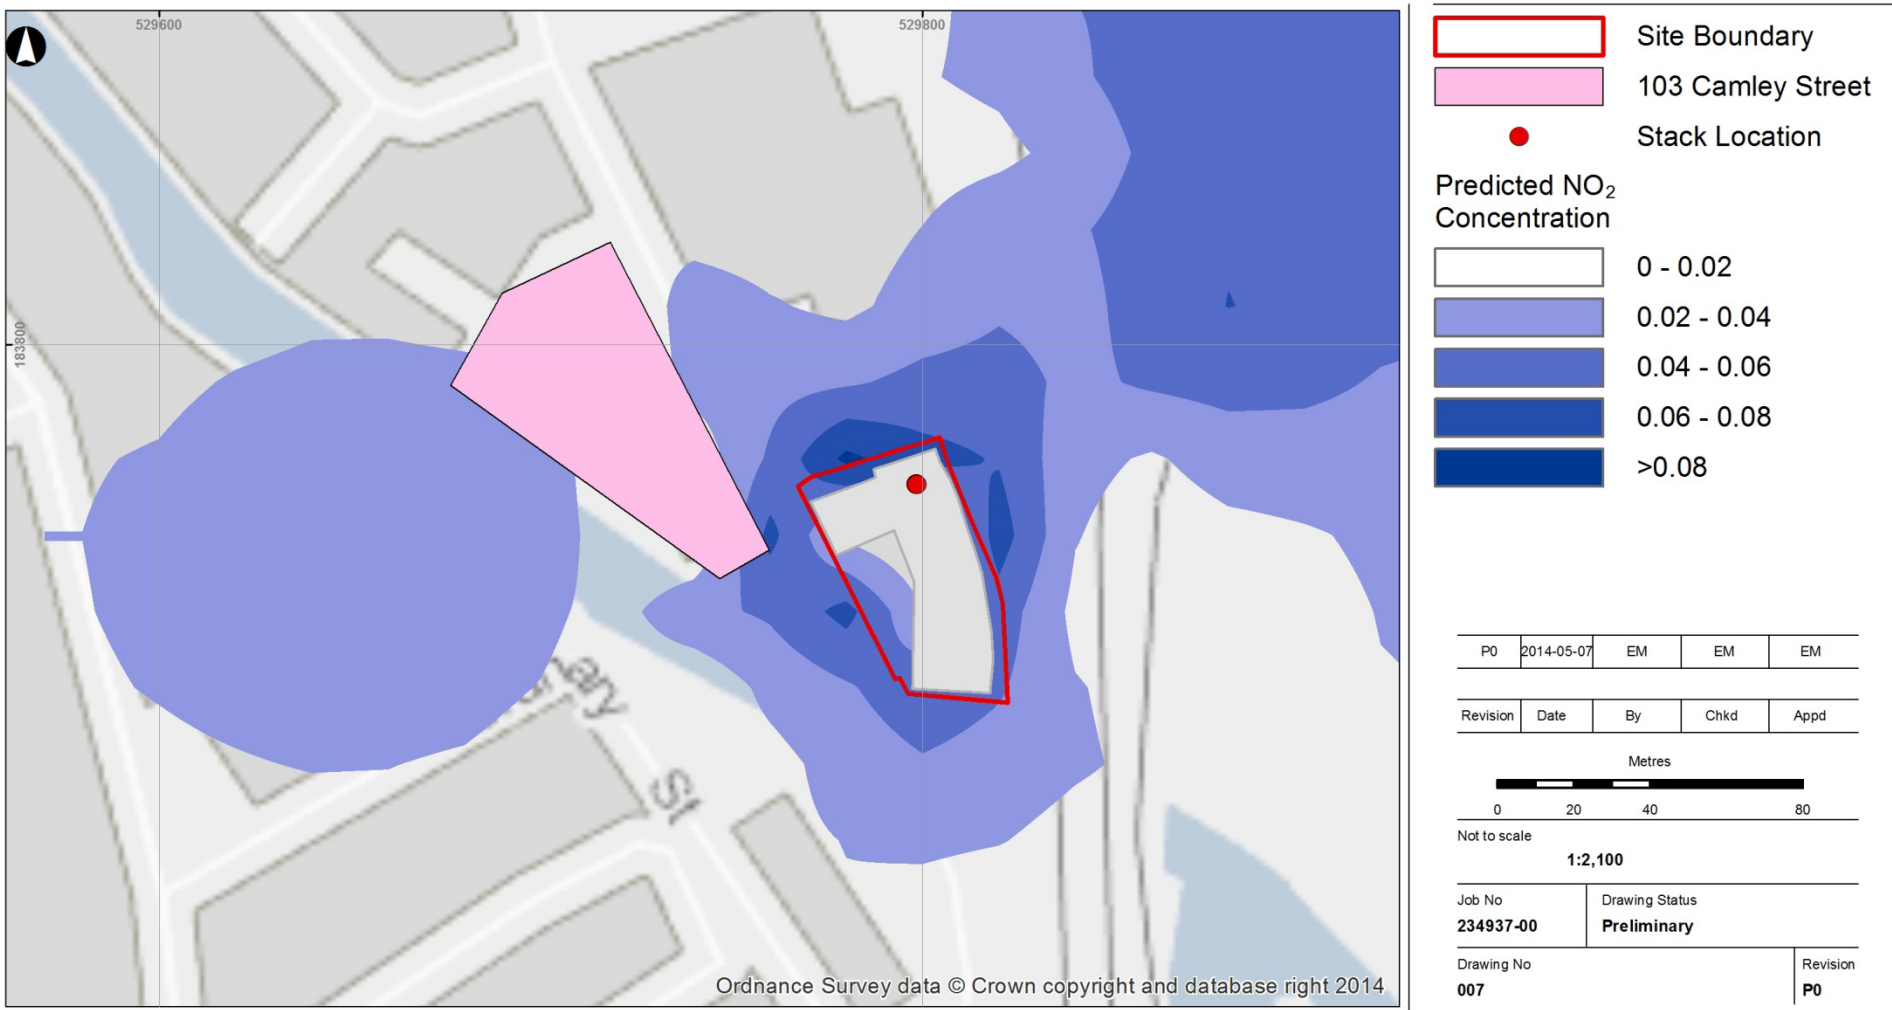 529600
529800
183800
nary
St
Ordnance Survey data © Crown copyright and database right 2014
Site Boundary
103 Camley Street
Stack Location
Predicted NO₂
Concentration
0 - 0.02
0.02 - 0.04
0.04 - 0.06
0.06 - 0.08
>0.08
P0 2014-05-07 EM EM EM
Revision Date By Chkd Appd
Metres
0 20 40 80
Not to scale
1:2,100
Job No Drawing Status
234937-00 Preliminary
Drawing No Revision
007 P0